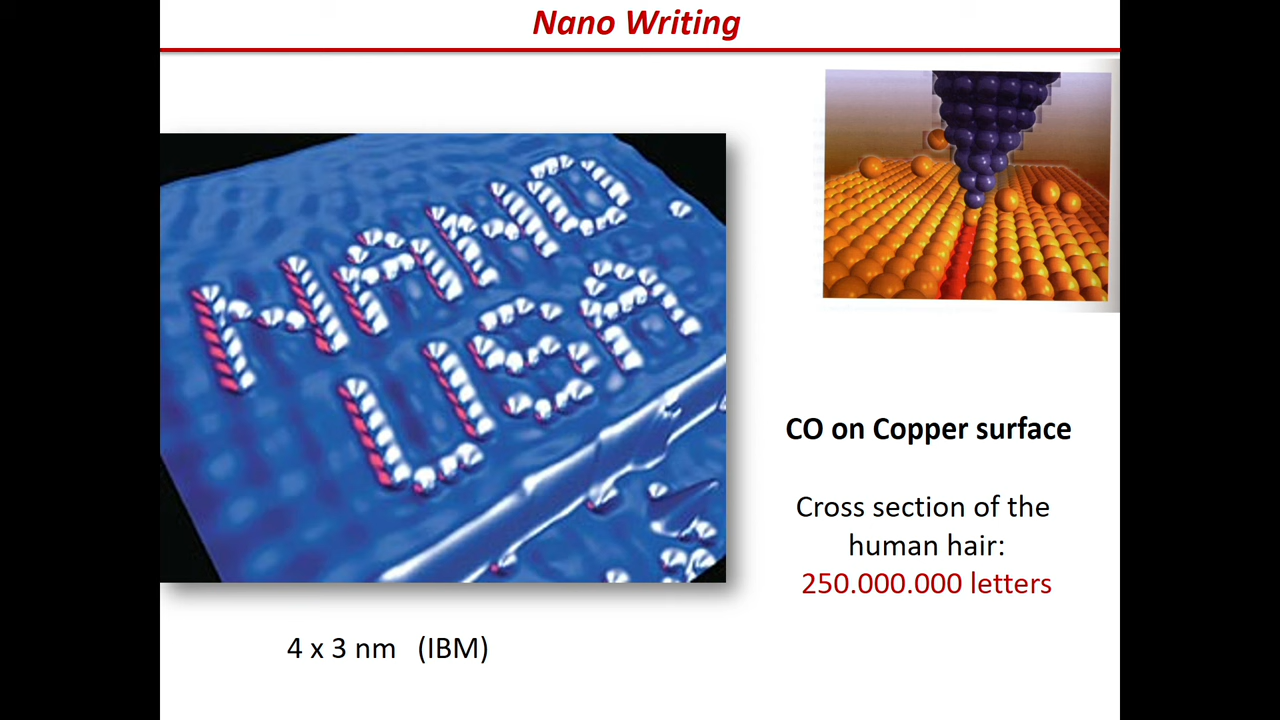 Nano Writing
NANO
USA
CO on Copper surface
Cross section of the
human hair:
250.000.000 letters
4 x 3 nm (IBM)